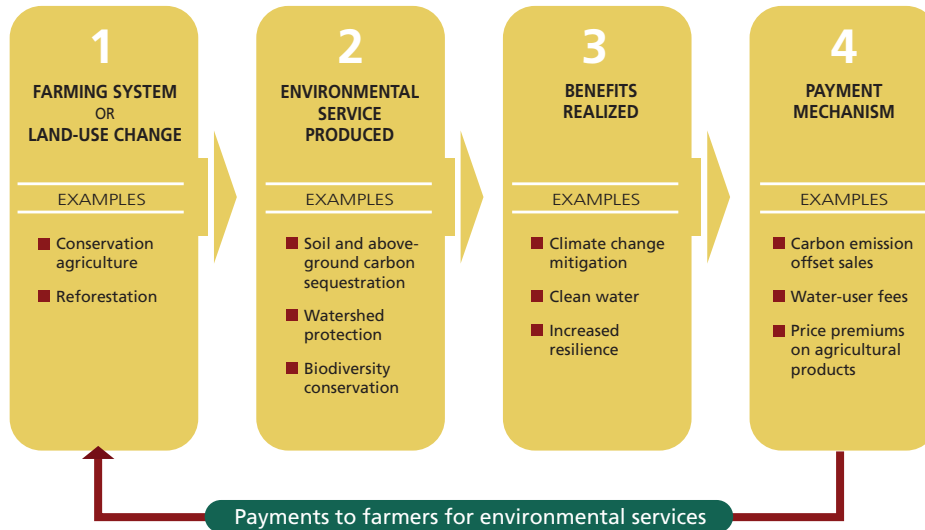 1
FARMING SYSTEM
OR
LAND-USE CHANGE
EXAMPLES
Conservation
agriculture
Reforestation
2
ENVIRONMENTAL
SERVICE
PRODUCED
EXAMPLES
Soil and above-
ground carbon
sequestration
Watershed
protection
Biodiversity
conservation
3
BENEFITS
REALIZED
EXAMPLES
Climate change
mitigation
Clean water
Increased
resilience
4
PAYMENT
MECHANISM
EXAMPLES
Carbon emission
offset sales
Water-user fees
Price premiums
on agricultural
products
Payments to farmers for environmental services